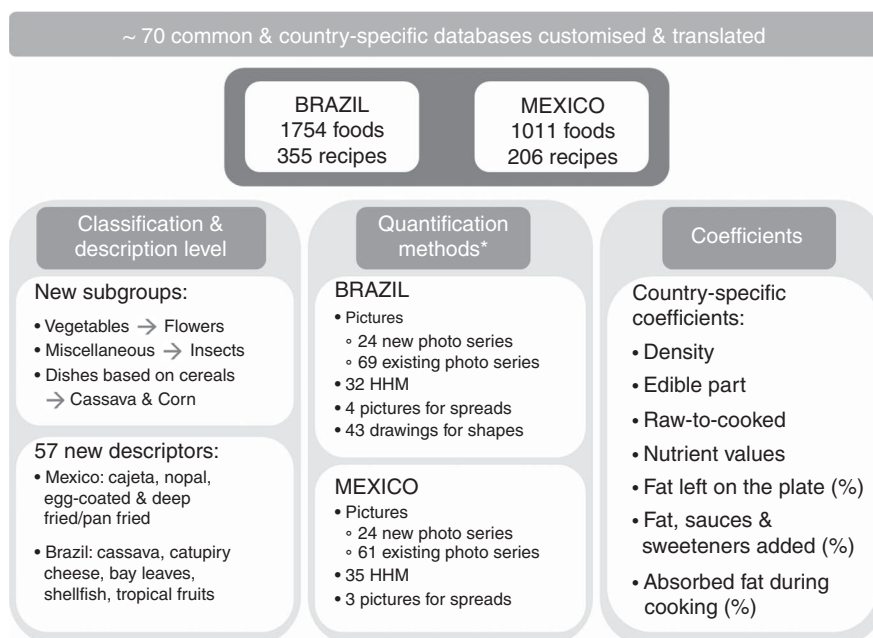 ~ 70 common & country-specific databases customised & translated
BRAZIL
1754 foods
355 recipes
MEXICO
1011 foods
206 recipes
Classification &
description level
New subgroups:
• Vegetables → Flowers
• Miscellaneous → Insects
• Dishes based on cereals
→ Cassava & Corn
57 new descriptors:
• Mexico: cajeta, nopal,
egg-coated & deep
fried/pan fried
• Brazil: cassava, catupiry
cheese, bay leaves,
shellfish, tropical fruits
Quantification
methods*
BRAZIL
• Pictures
◦ 24 new photo series
◦ 69 existing photo series
• 32 HHM
• 4 pictures for spreads
• 43 drawings for shapes
MEXICO
• Pictures
◦ 24 new photo series
◦ 61 existing photo series
• 35 HHM
• 3 pictures for spreads
Coefficients
Country-specific
coefficients:
• Density
• Edible part
• Raw-to-cooked
• Nutrient values
• Fat left on the plate (%)
• Fat, sauces &
sweeteners added (%)
• Absorbed fat during
cooking (%)